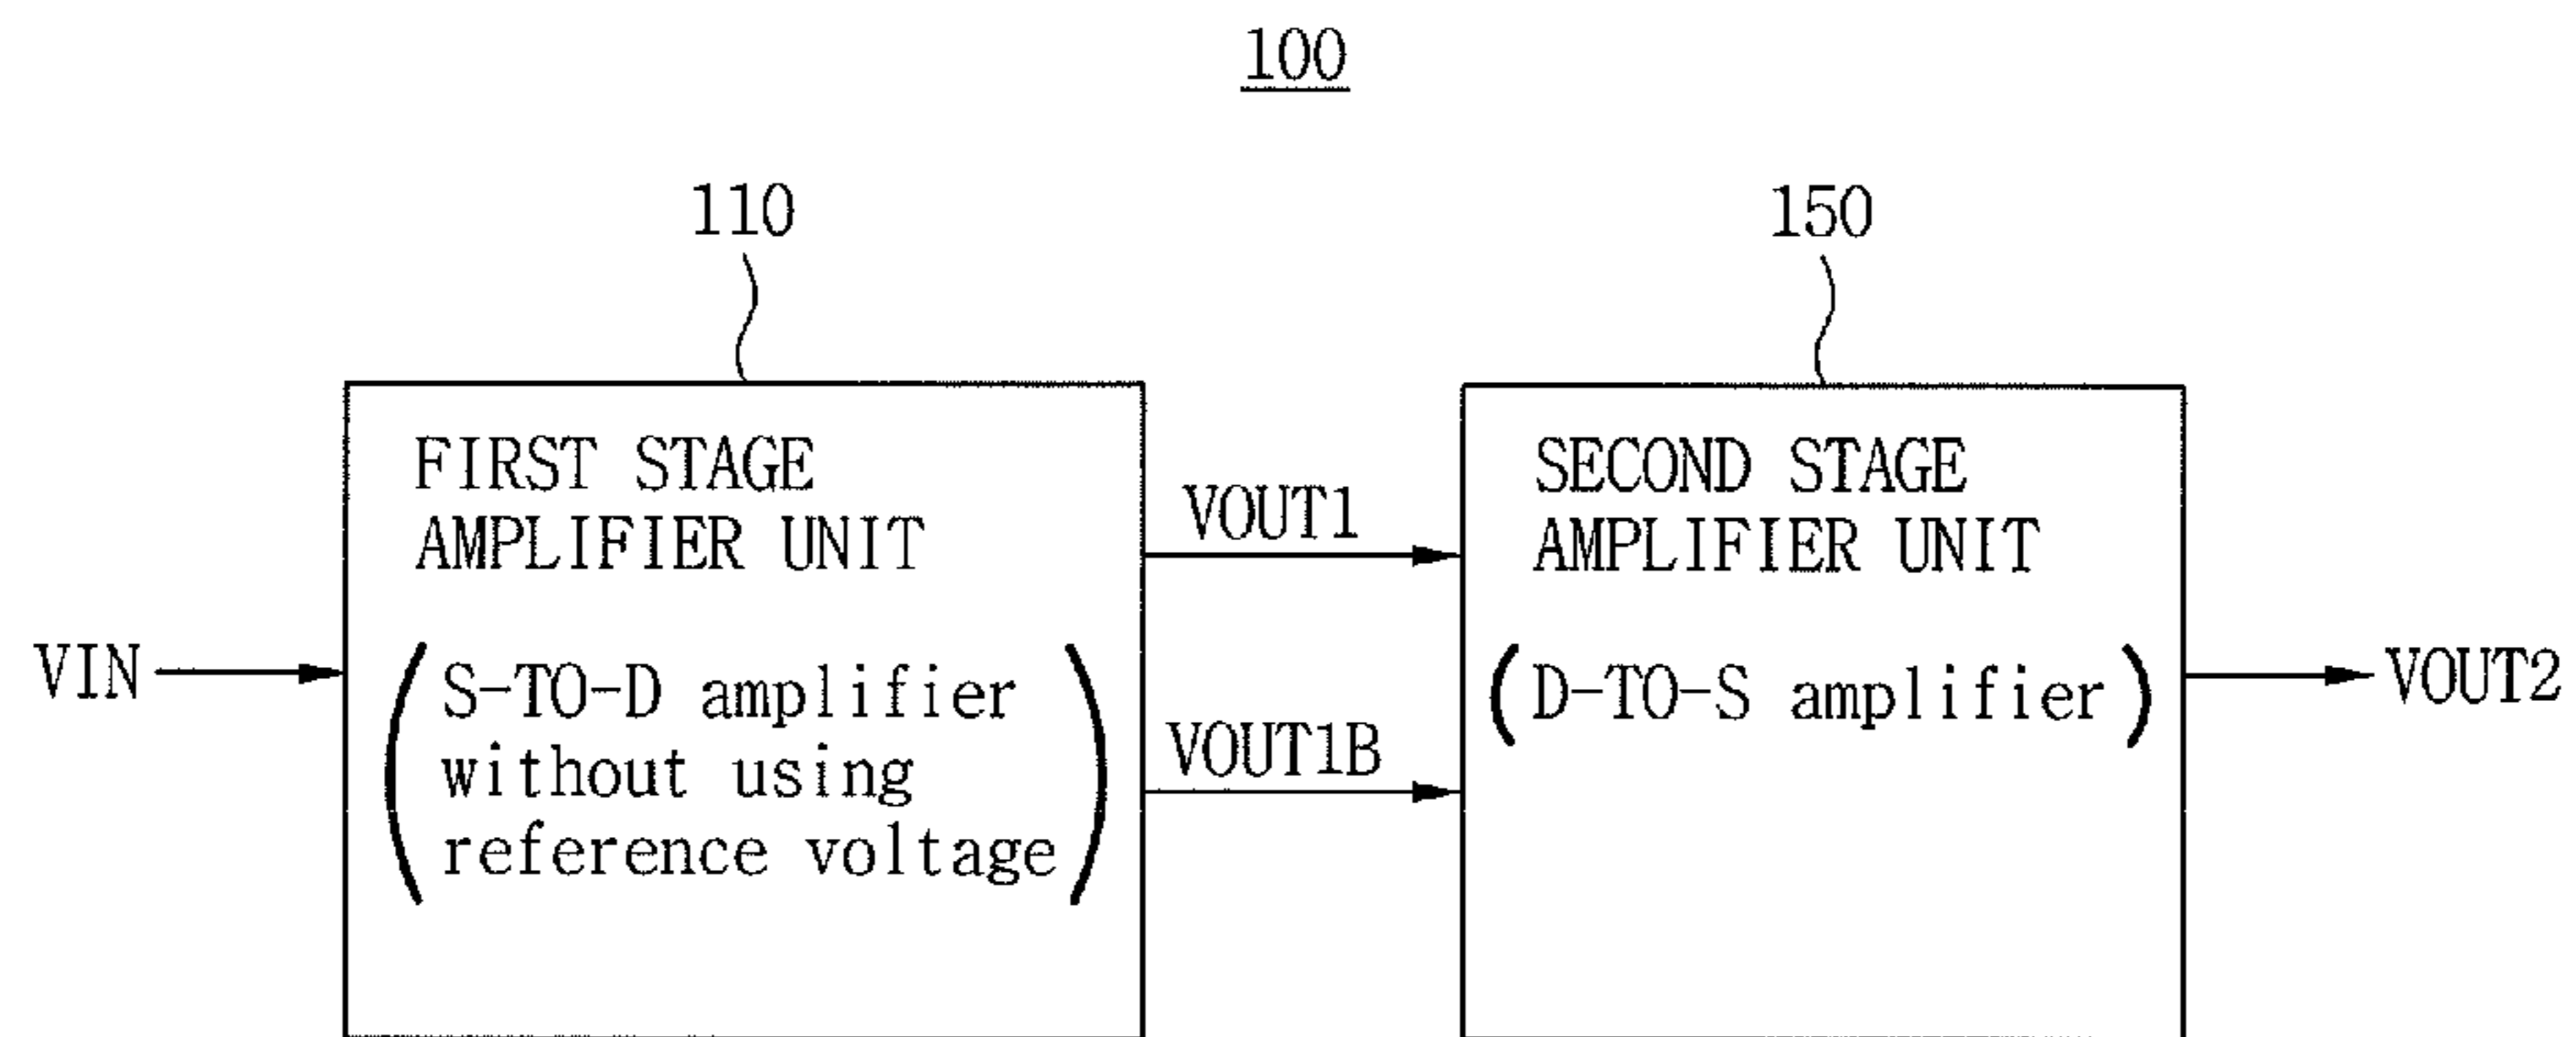 100
110
150
FIRST STAGE
AMPLIFIER UNIT
(S-TO-D amplifier
without using
reference voltage)
VIN
VOUT1
VOUT1B
SECOND STAGE
AMPLIFIER UNIT
(D-TO-S amplifier)
VOUT2